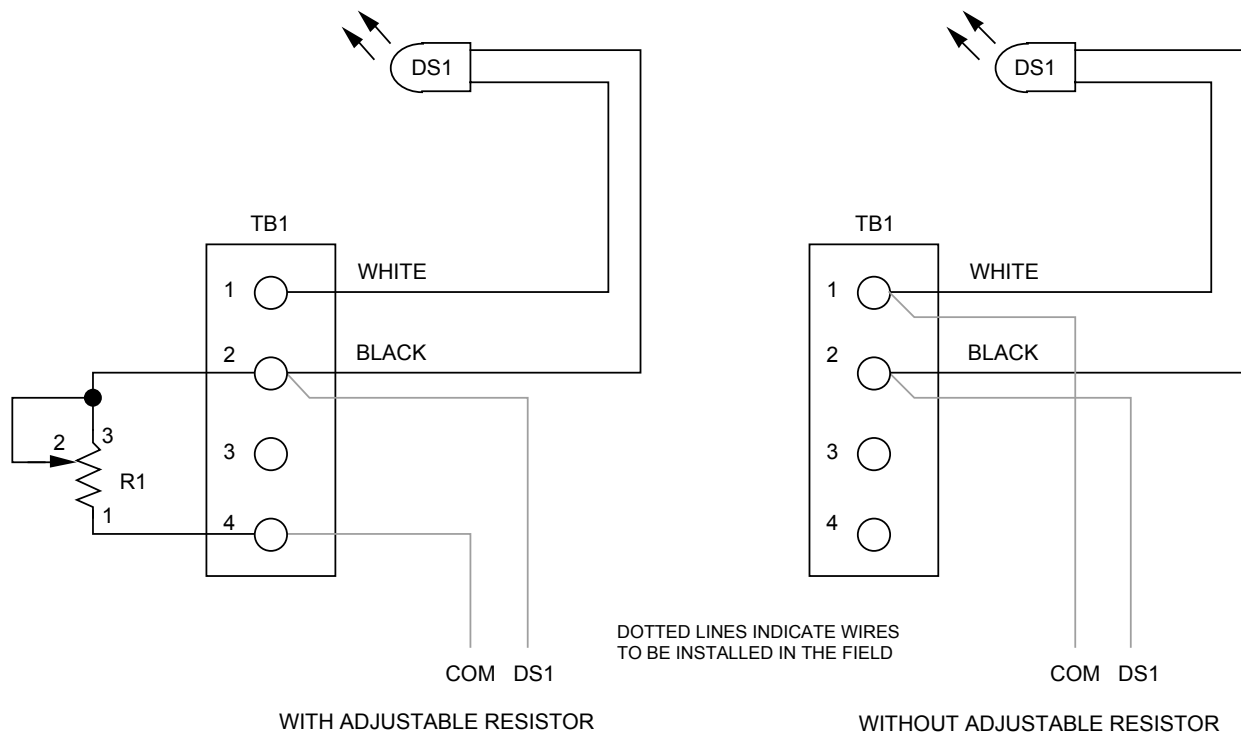 DS1
TB1
1
WHITE
2
BLACK
3
4
2
3
R1
1
COM DS1
WITH ADJUSTABLE RESISTOR
DS1
TB1
1
WHITE
2
BLACK
3
4
COM DS1
WITHOUT ADJUSTABLE RESISTOR
DOTTED LINES INDICATE WIRES
TO BE INSTALLED IN THE FIELD